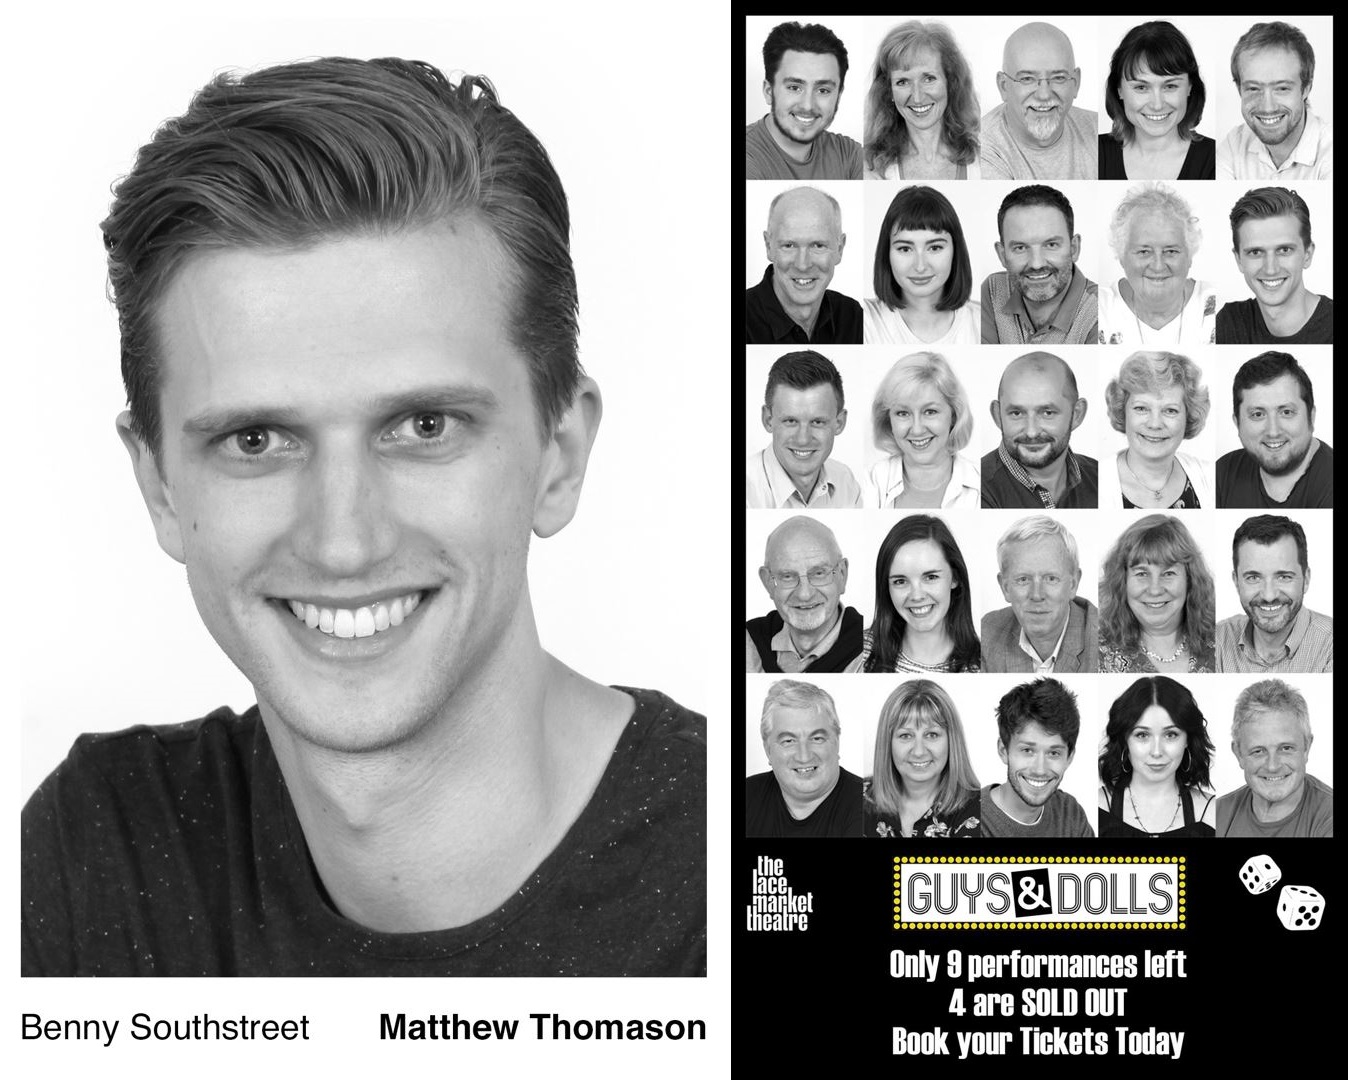 Benny Southstreet Matthew Thomason
the
lace
market
theatre
GUYS & DOLLS
Only 9 performances left
4 are SOLD OUT
Book your Tickets Today